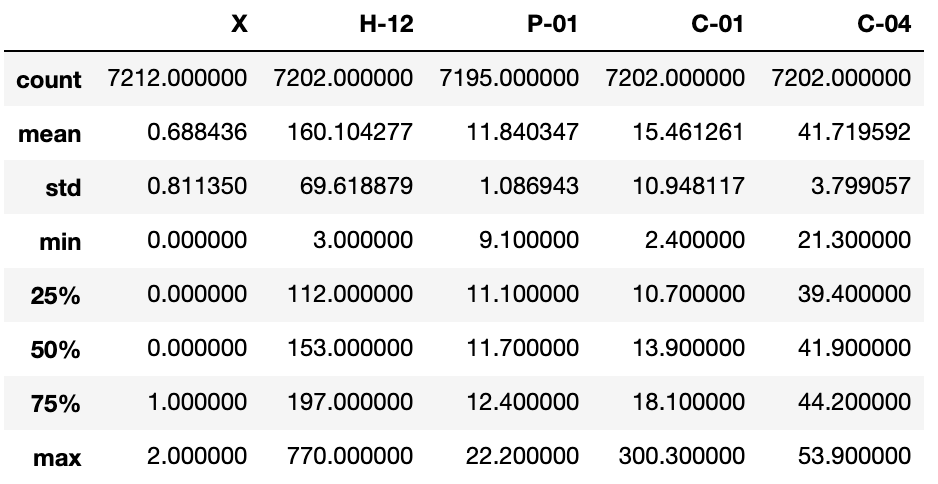 X H-12 P-01 C-01 C-04
count 7212.000000 7202.000000 7195.000000 7202.000000 7202.000000
mean 0.688436 160.104277 11.840347 15.461261 41.719592
std 0.811350 69.618879 1.086943 10.948117 3.799057
min 0.000000 3.000000 9.100000 2.400000 21.300000
25% 0.000000 112.000000 11.100000 10.700000 39.400000
50% 0.000000 153.000000 11.700000 13.900000 41.900000
75% 1.000000 197.000000 12.400000 18.100000 44.200000
max 2.000000 770.000000 22.200000 300.300000 53.900000